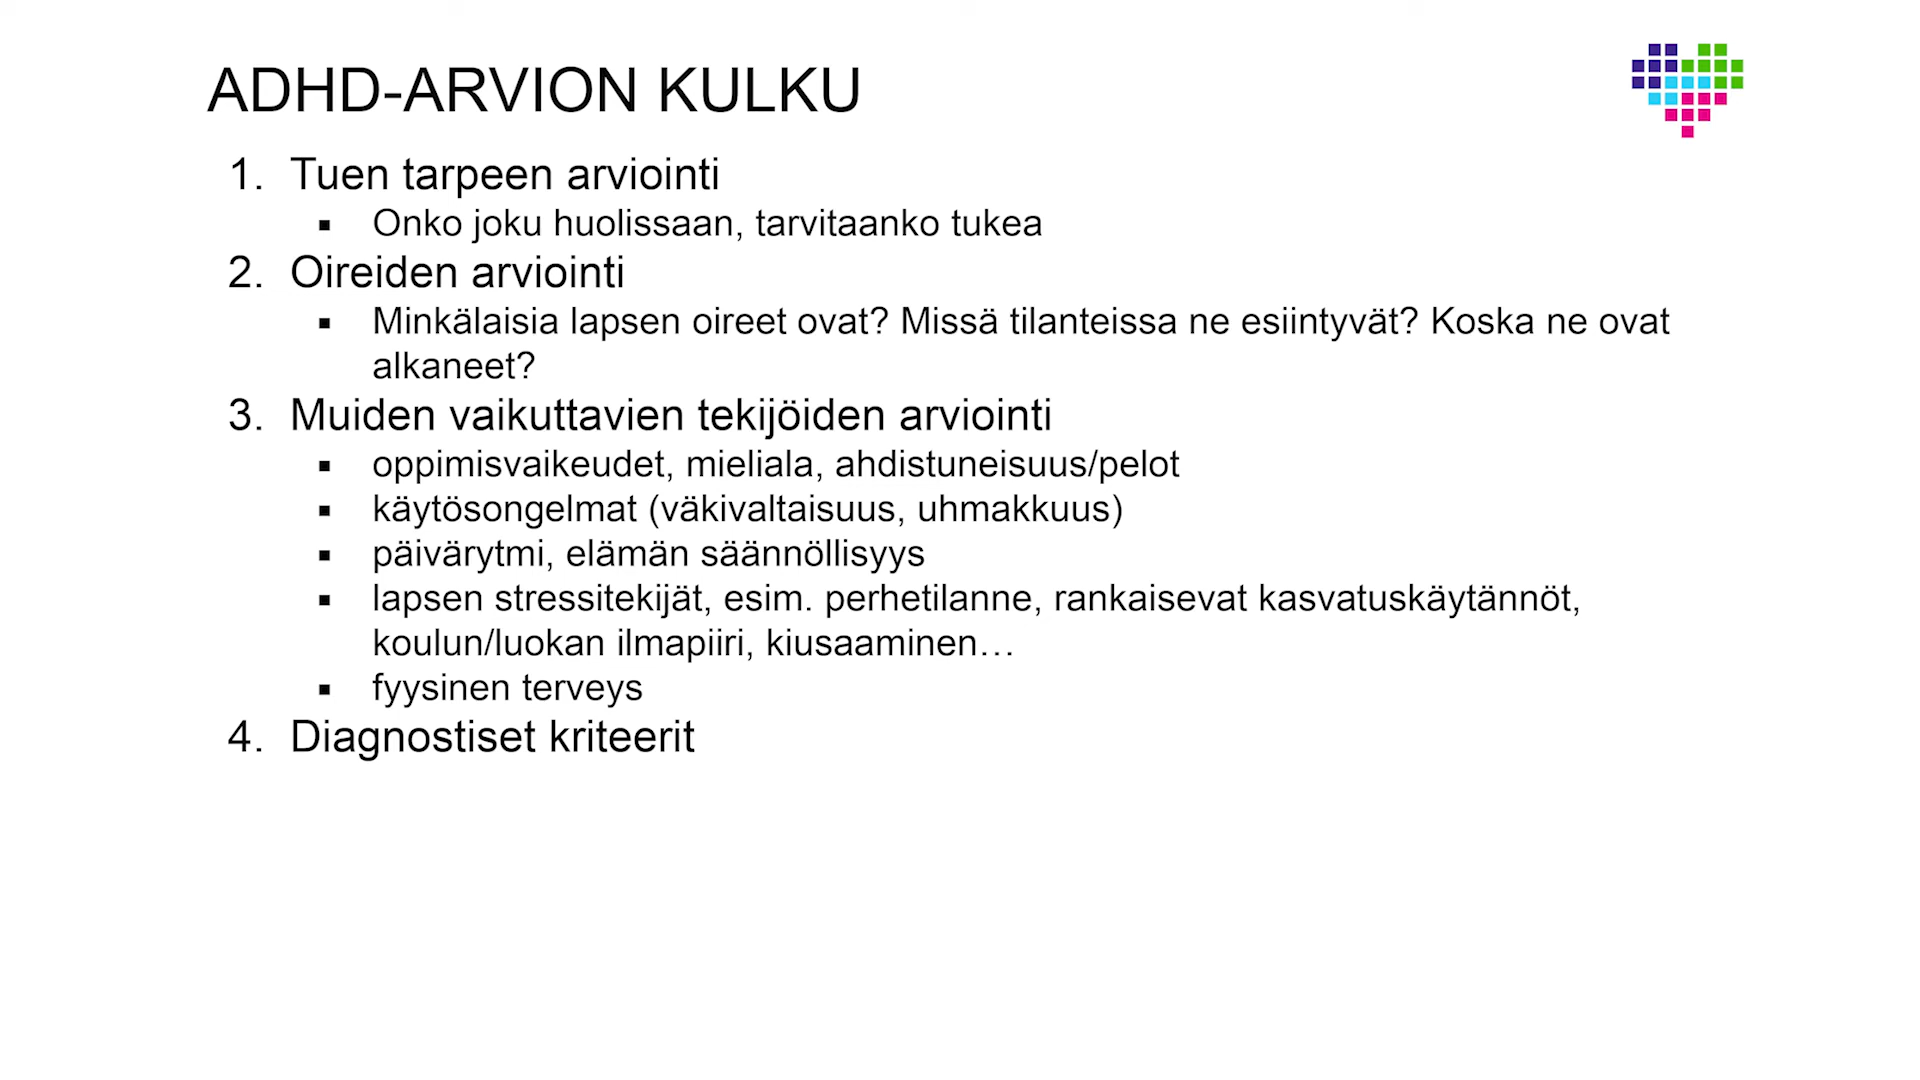 ADHD-ARVION KULKU
1. Tuen tarpeen arviointi
▪ Onko joku huolissaan, tarvitaanko tukea
2. Oireiden arviointi
▪ Minkälaisia lapsen oireet ovat? Missä tilanteissa ne esiintyvät? Koska ne ovat
alkaneet?
3. Muiden vaikuttavien tekijöiden arviointi
▪ oppimisvaikeudet, mieliala, ahdistuneisuus/pelot
▪ käytösongelmat (väkivaltaisuus, uhmakkuus)
▪ päivärytmi, elämän säännöllisyys
▪ lapsen stressitekijät, esim. perhetilanne, rankaisevat kasvatuskäytännöt,
koulun/luokan ilmapiiri, kiusaaminen…
▪ fyysinen terveys
4. Diagnostiset kriteerit